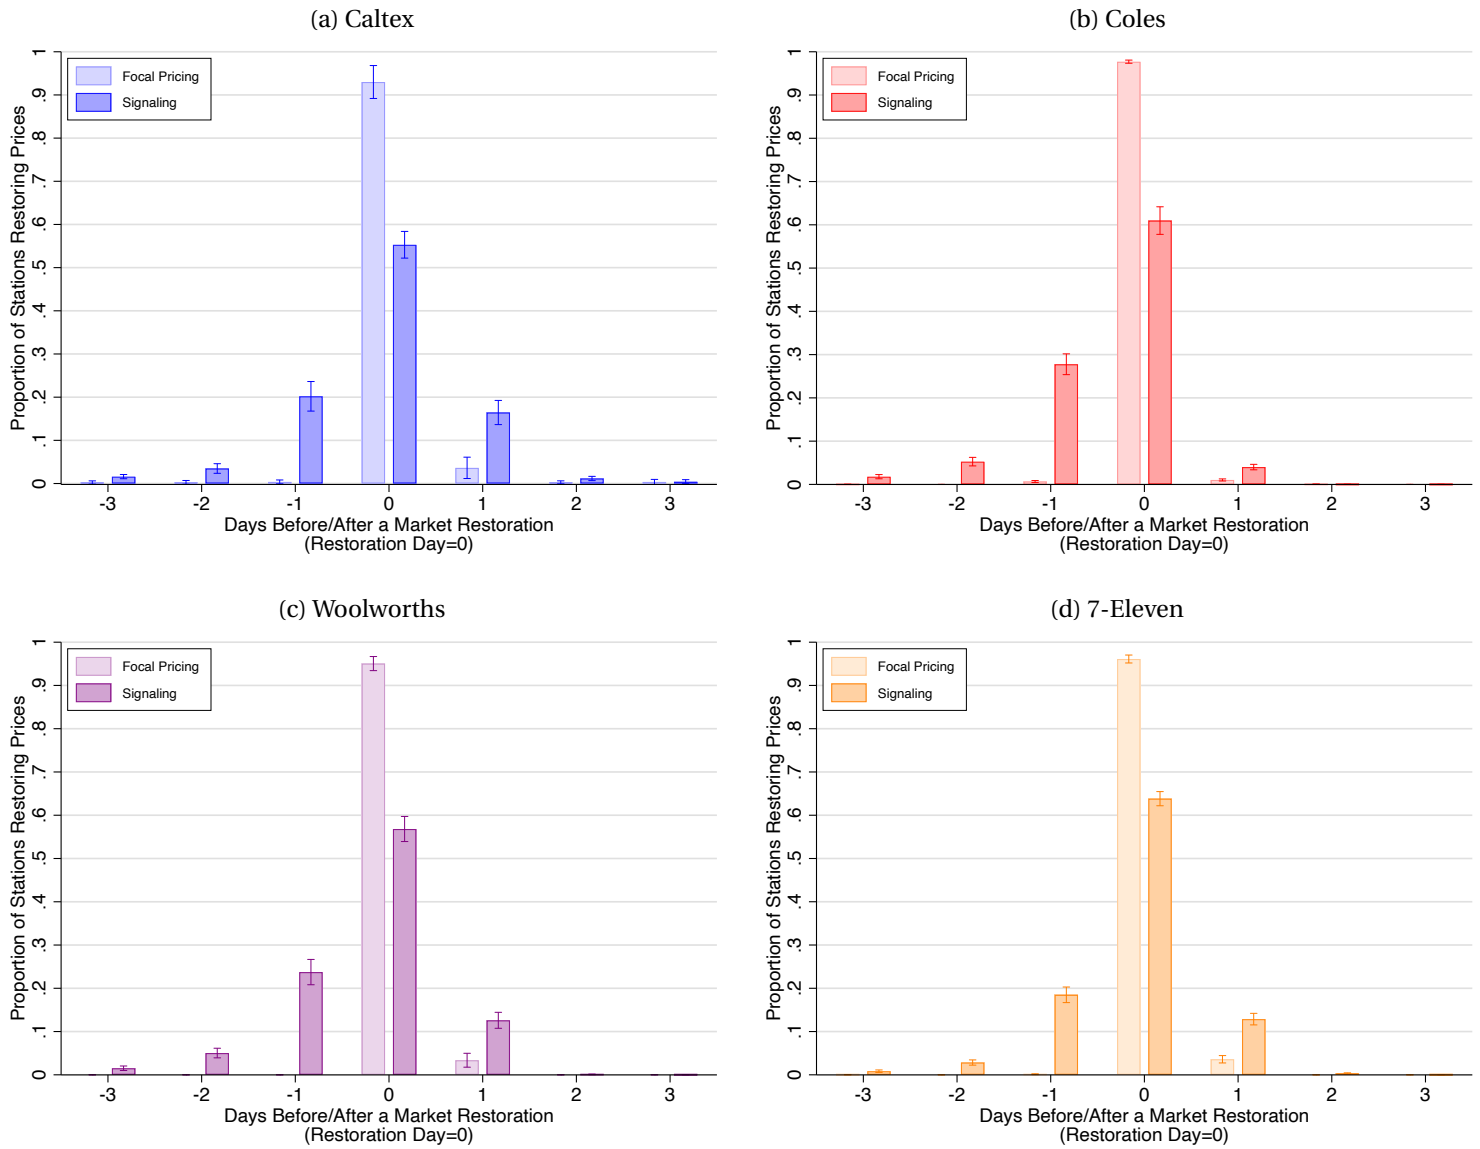 (a) Caltex
Proportion of Stations Restoring Prices
0 .1 .2 .3 .4 .5 .6 .7 .8 .9 1
Focal Pricing
Signaling
-3 -2 -1 0 1 2 3
Days Before/After a Market Restoration
(Restoration Day=0)
(b) Coles
Proportion of Stations Restoring Prices
0 .1 .2 .3 .4 .5 .6 .7 .8 .9 1
Focal Pricing
Signaling
-3 -2 -1 0 1 2 3
Days Before/After a Market Restoration
(Restoration Day=0)
(c) Woolworths
Proportion of Stations Restoring Prices
0 .1 .2 .3 .4 .5 .6 .7 .8 .9 1
Focal Pricing
Signaling
-3 -2 -1 0 1 2 3
Days Before/After a Market Restoration
(Restoration Day=0)
(d) 7-Eleven
Proportion of Stations Restoring Prices
0 .1 .2 .3 .4 .5 .6 .7 .8 .9 1
Focal Pricing
Signaling
-3 -2 -1 0 1 2 3
Days Before/After a Market Restoration
(Restoration Day=0)